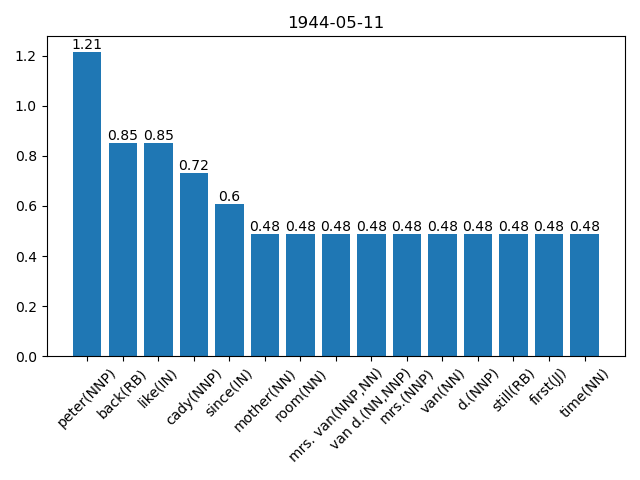 1944-05-11
1.21
0.85 0.85
0.72
0.6
0.48 0.48 0.48 0.48 0.48 0.48 0.48 0.48 0.48 0.48
1.2
1.0
0.8
0.6
0.4
0.2
0.0
peter(NNP)
back(RB)
like(IN)
cady(NNP)
since(IN)
mother(NN)
room(NN)
mrs. van(NNP,NN)
van d.(NN,NNP)
mrs.(NNP)
van(NN)
d.(NNP)
still(RB)
first(JJ)
time(NN)